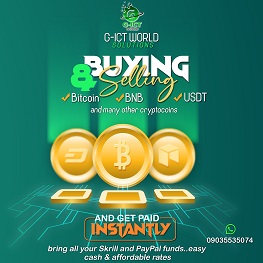 G-ICT WORLD
SOLUTIONS
BUYING
& Selling
Bitcoin BNB USDT
and many other cryptocoins
AND GET PAID
INSTANTLY
09035535074
bring all your Skrill and PayPal funds..easy
cash & affordable rates